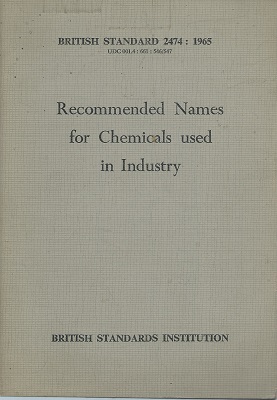 BRITISH STANDARD 2474 : 1965
UDC 001.4 : 661 : 546/547
Recommended Names
for Chemicals used
in Industry
BRITISH STANDARDS INSTITUTION